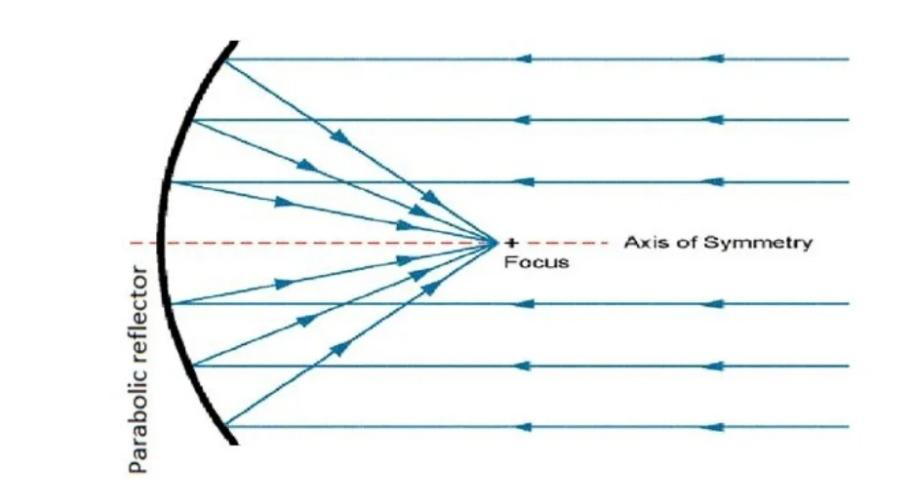 Parabolic reflector
+
Focus
Axis of Symmetry